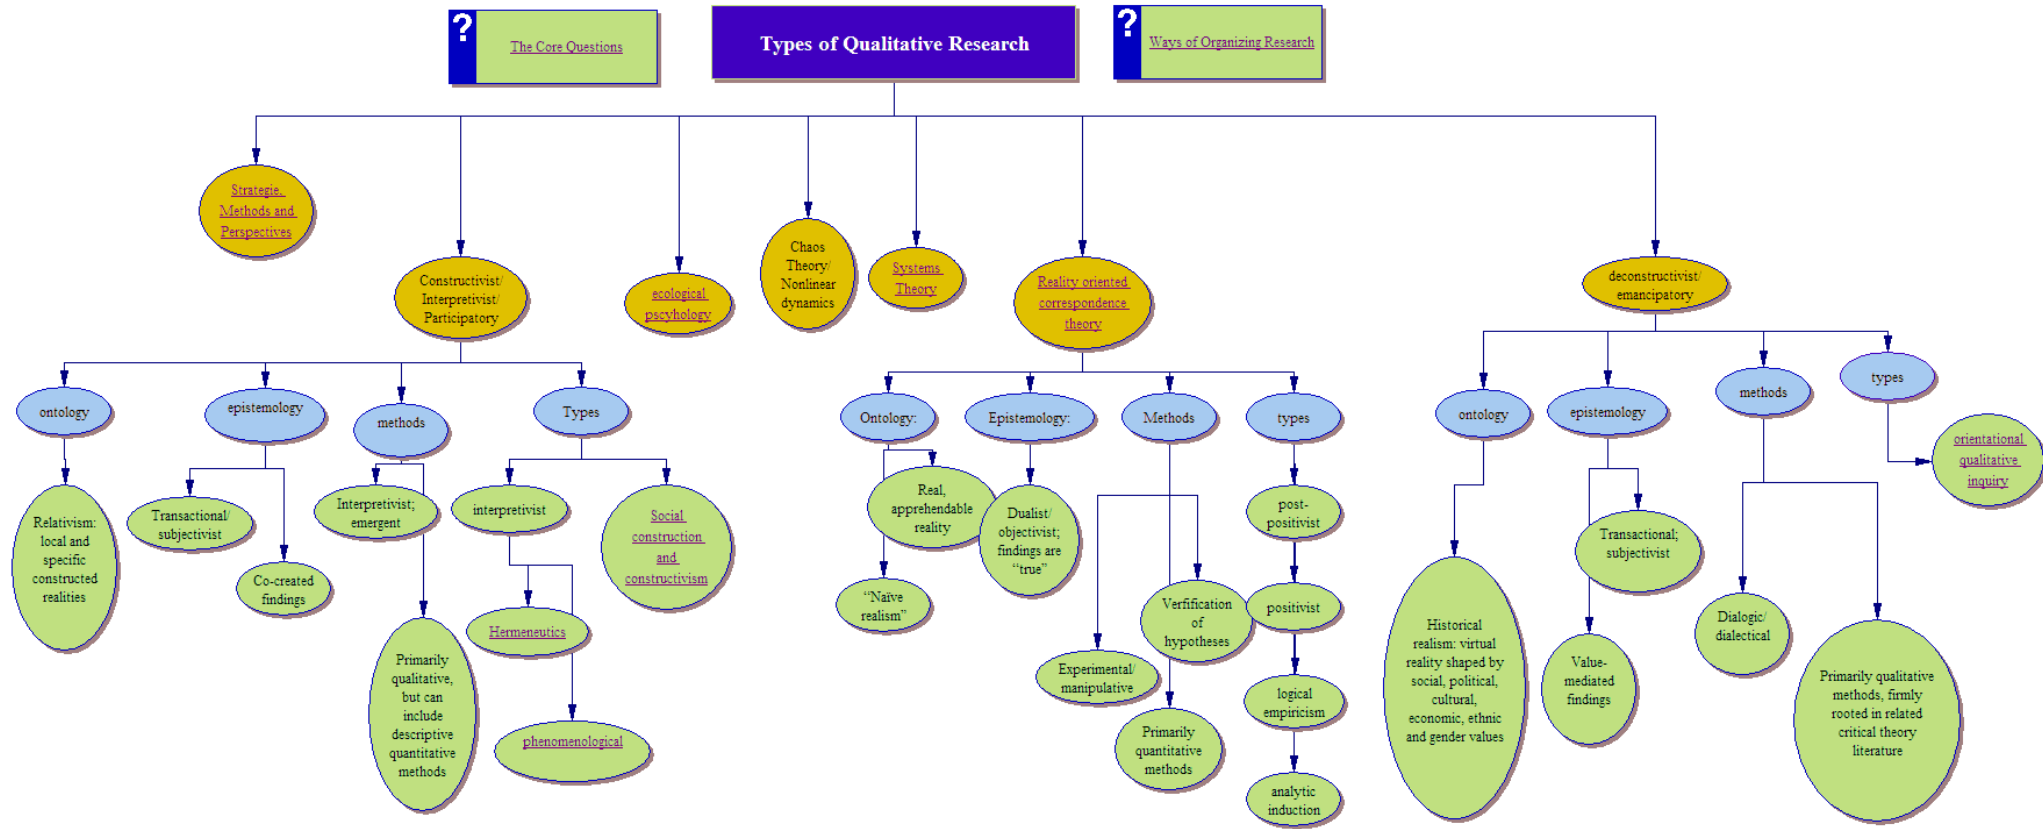 ?
The Core Questions
Types of Qualitative Research
?
Ways of Organizing Research
Strategie,
Methods and
Perspectives
Constructivist/
Interpretivist/
Participatory
ecological
pscyhology
Chaos
Theory/
Nonlinear
dynamics
Systems
Theory
Reality oriented
correspondence
theory
deconstructivist/
emancipatory
ontology
epistemology
methods
Types
Ontology:
Epistemology:
Methods
types
ontology
epistemology
methods
types
Relativism:
local and
specific
constructed
realities
Transactional/
subjectivist
Co-created
findings
Interpretivist;
emergent
Primarily
qualitative,
but can
include
descriptive
quantitative
methods
interpretivist
Hermeneutics
phenomenological
Social
construction
and
constructivism
Real,
apprehendable
reality
“Naïve
realism”
Dualist/
objectivist;
findings are
“true”
Experimental/
manipulative
Verfification
of
hypotheses
Primarily
quantitative
methods
post-
positivist
positivist
logical
empiricism
analytic
induction
Historical
realism: virtual
reality shaped by
social, political,
cultural,
economic, ethnic
and gender values
Transactional;
subjectivist
Value-
mediated
findings
Dialogic/
dialectical
Primarily qualitative
methods, firmly
rooted in related
critical theory
literature
orientational
qualitative
inquiry